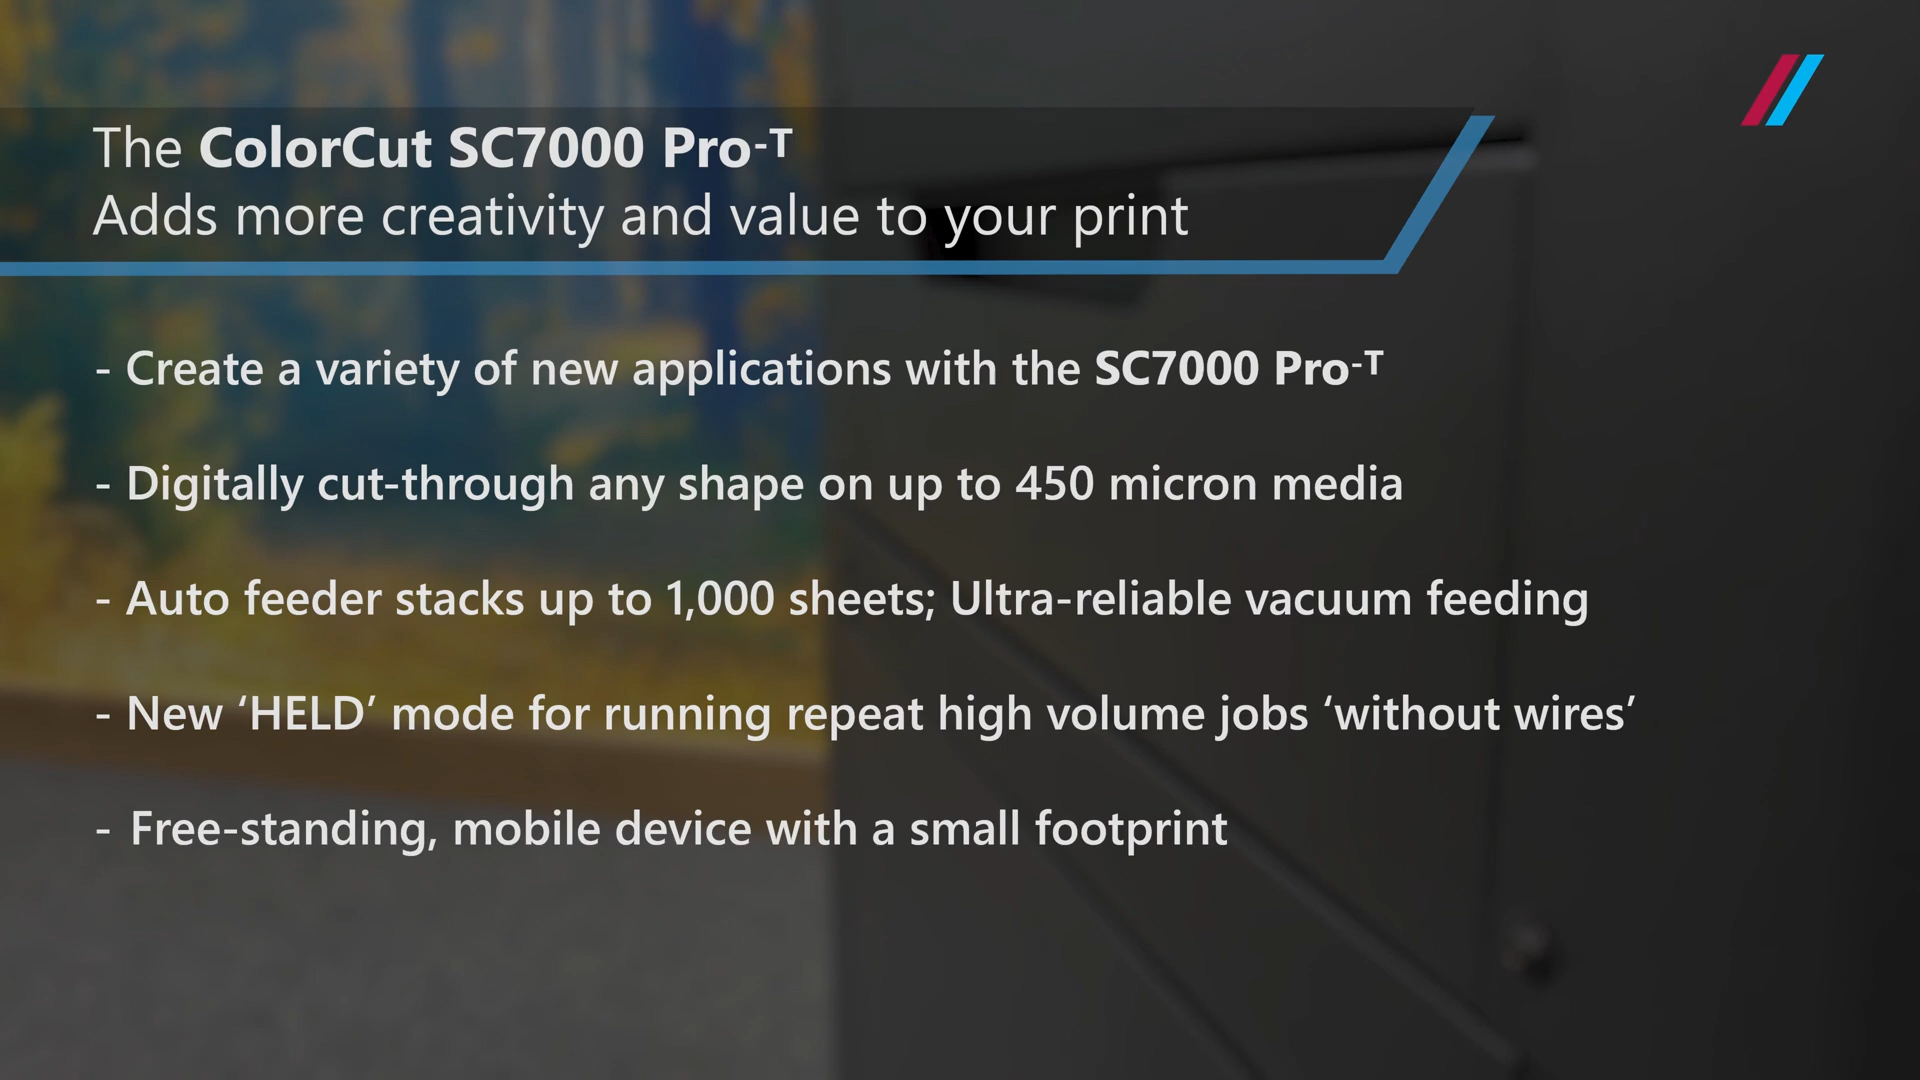 The ColorCut SC7000 Pro-T
Adds more creativity and value to your print
- Create a variety of new applications with the SC7000 Pro-T
- Digitally cut-through any shape on up to 450 micron media
- Auto feeder stacks up to 1,000 sheets; Ultra-reliable vacuum feeding
- New ‘HELD’ mode for running repeat high volume jobs ‘without wires’
- Free-standing, mobile device with a small footprint